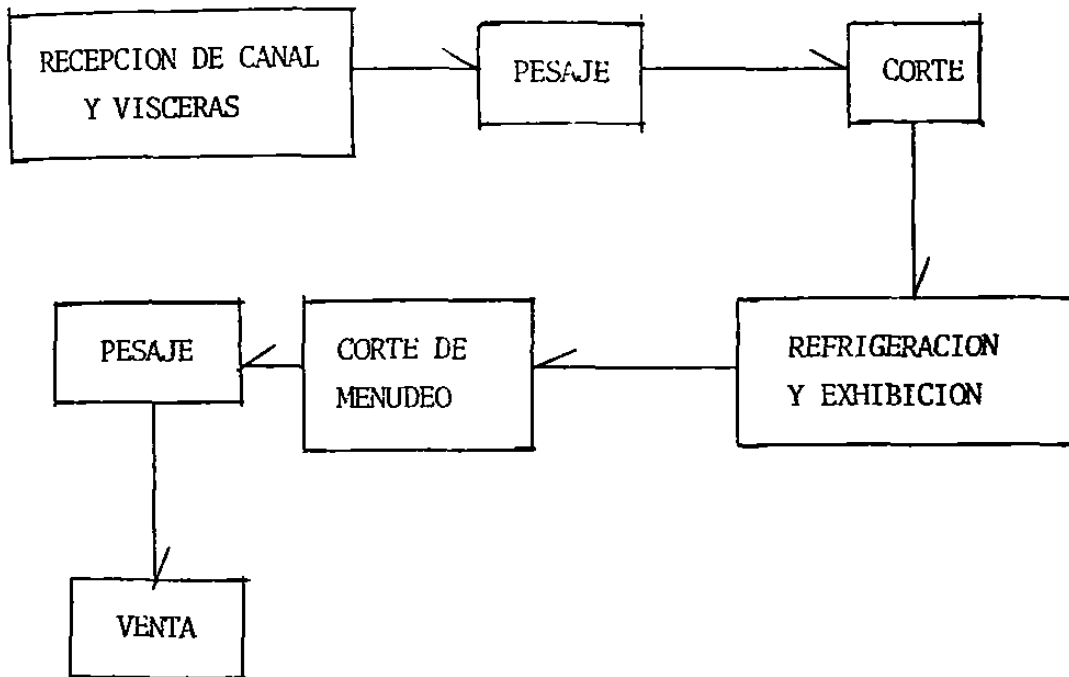 RECEPCION DE CANAL
Y VISCERAS
PESAJE
CORTE
REFRIGERACION
Y EXHIBICION
CORTE DE
MENUDEO
PESAJE
VENTA